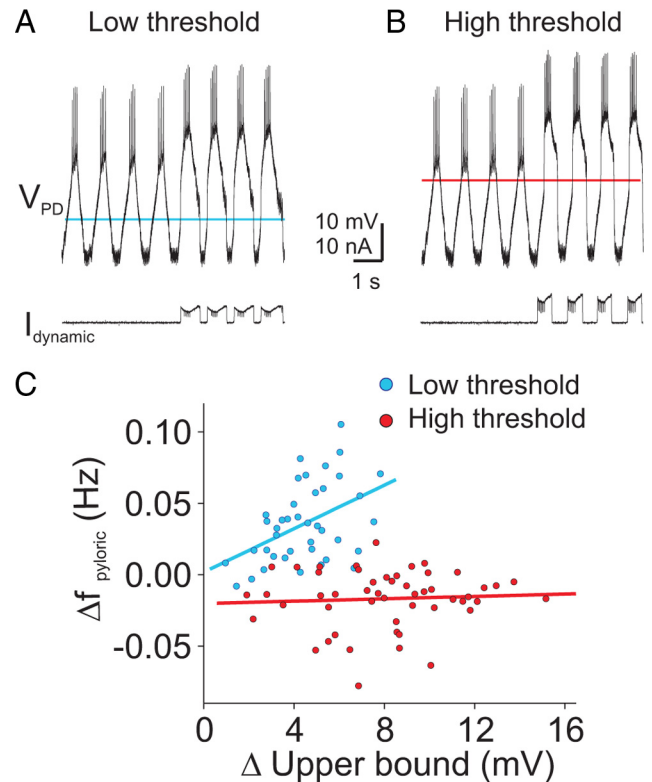 A Low threshold
B High threshold
V PD
10 mV
10 nA
1 s
I dynamic
C
Low threshold
High threshold
Δf pyloric (Hz)
0.10
0.05
0.00
-0.05
0 4 8 12 16
Δ Upper bound (mV)